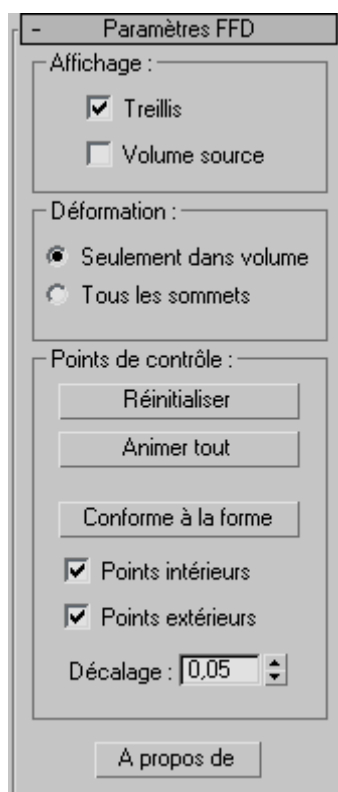 - Paramètres FFD
Affichage :
Treillis
Volume source
Déformation :
Seulement dans volume
Tous les sommets
Points de contrôle :
Réinitialiser
Animer tout
Conforme à la forme
Points intérieurs
Points extérieurs
Décalage : 0,05
A propos de